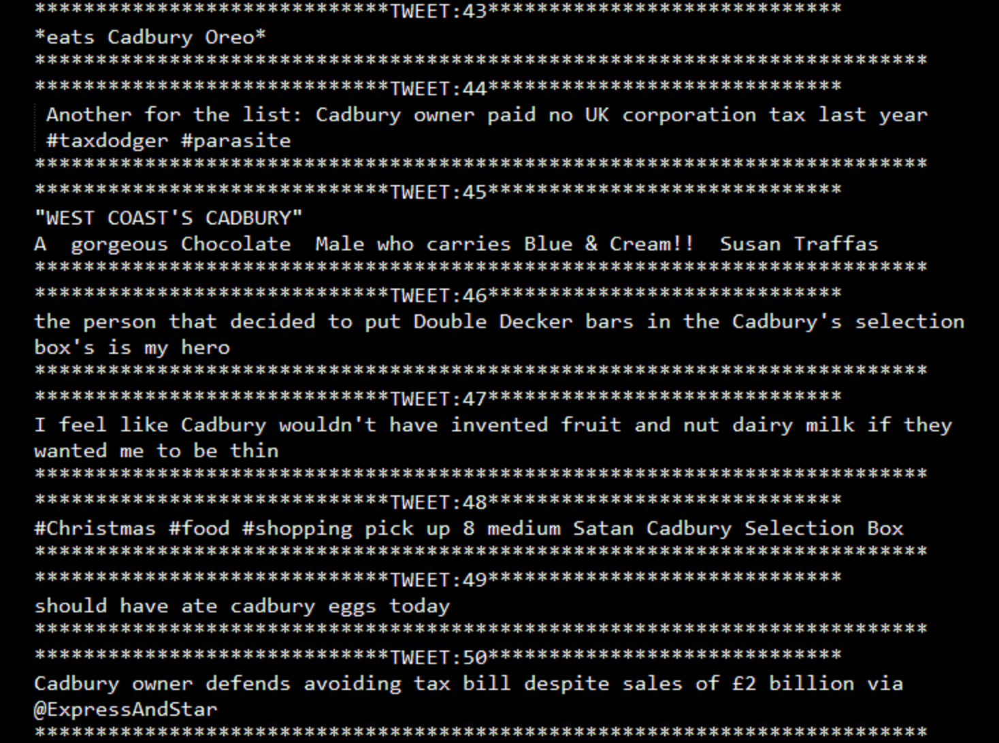 *****************************TWEET:43*****************************
*eats Cadbury Oreo*
*************************************************************************
*****************************TWEET:44*****************************
Another for the list: Cadbury owner paid no UK corporation tax last year
#taxdodger #parasite
*************************************************************************
*****************************TWEET:45*****************************
"WEST COAST'S CADBURY"
A  gorgeous Chocolate  Male who carries Blue & Cream!!  Susan Traffas
*************************************************************************
*****************************TWEET:46*****************************
the person that decided to put Double Decker bars in the Cadbury's selection
box's is my hero
*************************************************************************
*****************************TWEET:47*****************************
I feel like Cadbury wouldn't have invented fruit and nut dairy milk if they
wanted me to be thin
*************************************************************************
*****************************TWEET:48*****************************
#Christmas #food #shopping pick up 8 medium Satan Cadbury Selection Box
*************************************************************************
*****************************TWEET:49*****************************
should have ate cadbury eggs today
*************************************************************************
*****************************TWEET:50*****************************
Cadbury owner defends avoiding tax bill despite sales of £2 billion via
@ExpressAndStar
*************************************************************************